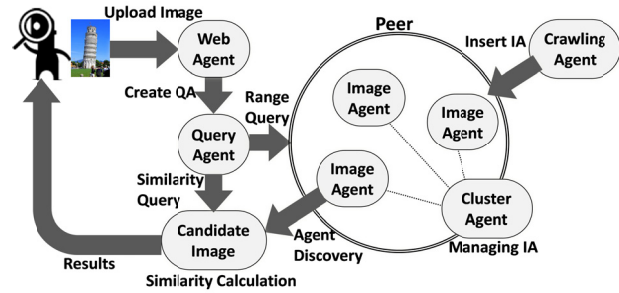 Upload Image
Web
Agent
Create QA
Range
Query
Query
Agent
Similarity
Query
Candidate
Image
Results
Similarity Calculation
Peer
Image
Agent
Image
Agent
Image
Agent
Agent
Discovery
Cluster
Agent
Managing IA
Insert IA
Crawling
Agent